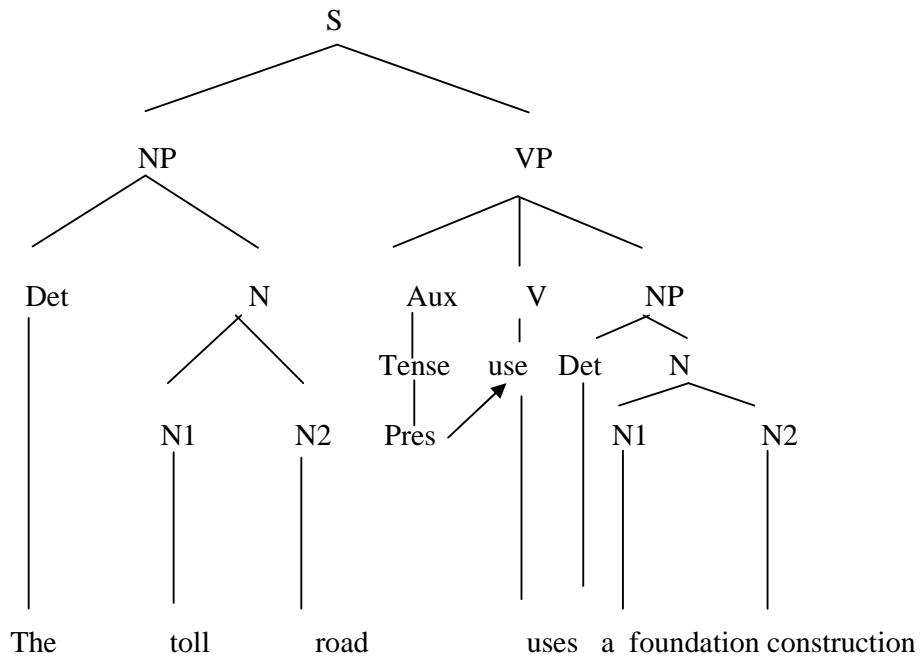 S
NP VP
Det N Aux V NP
Tense use Det N
N1 N2 Pres N1 N2
The toll road uses a foundation construction